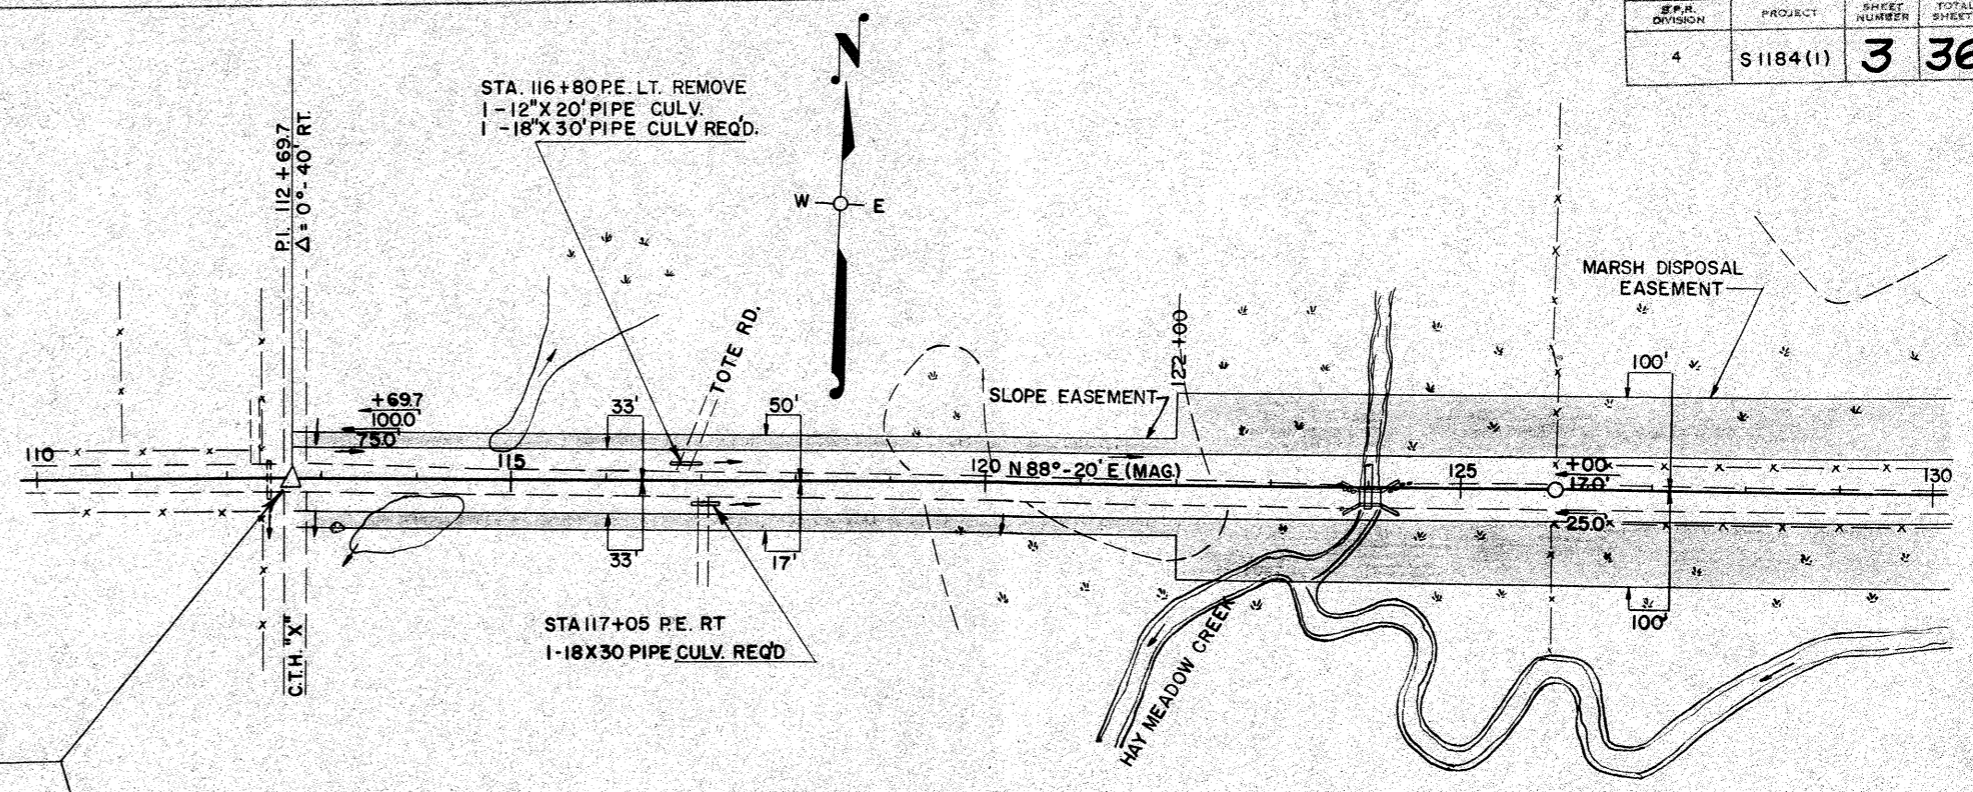 B.P.R. DIVISION
PROJECT
SHEET NUMBER
TOTAL SHEET
4
S 1184(1)
3
36
N
W
E
STA. 116+80 P.E. LT. REMOVE
1-12"X 20' PIPE CULV.
1-18"X 30' PIPE CULV REQ'D.
P.I. 112+69.7
Δ = 0°-40' RT.
TOTE RD.
MARSH DISPOSAL
EASEMENT
122+00
SLOPE EASEMENT
100'
+69.7
100.0'
75.0'
33'
50'
110
115
120
N 88°-20' E (MAG.)
125
+00
17.0'
130
25.0'
33'
17'
100'
STA 117+05 P.E. RT
1-18X30 PIPE CULV. REQ'D
C.T.H. "X"
HAY MEADOW CREEK